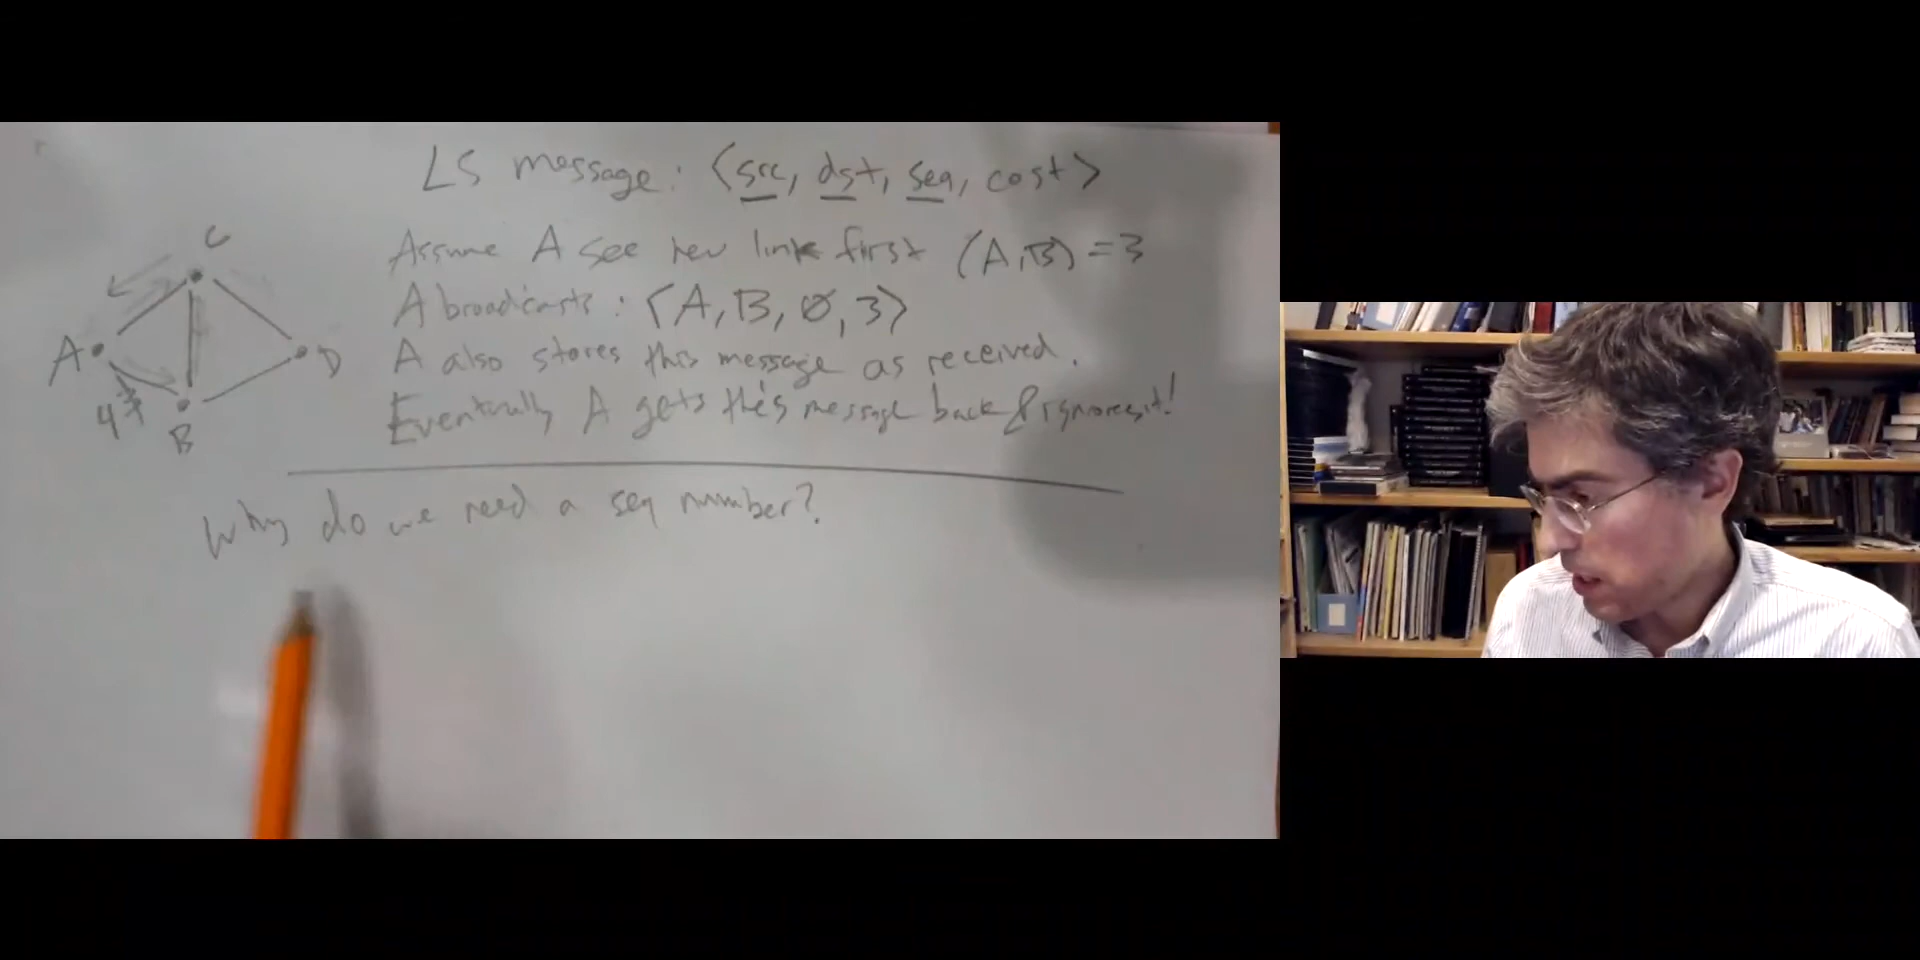 LS message: ⟨src, dst, seq, cost⟩
Assume A see new link first (A,B) = 3
A broadcasts: ⟨A, B, Ø, 3⟩
A also stores this message as received.
Eventually A gets this message back & ignores it!
C
A
D
4
B
Why do we need a seq number?